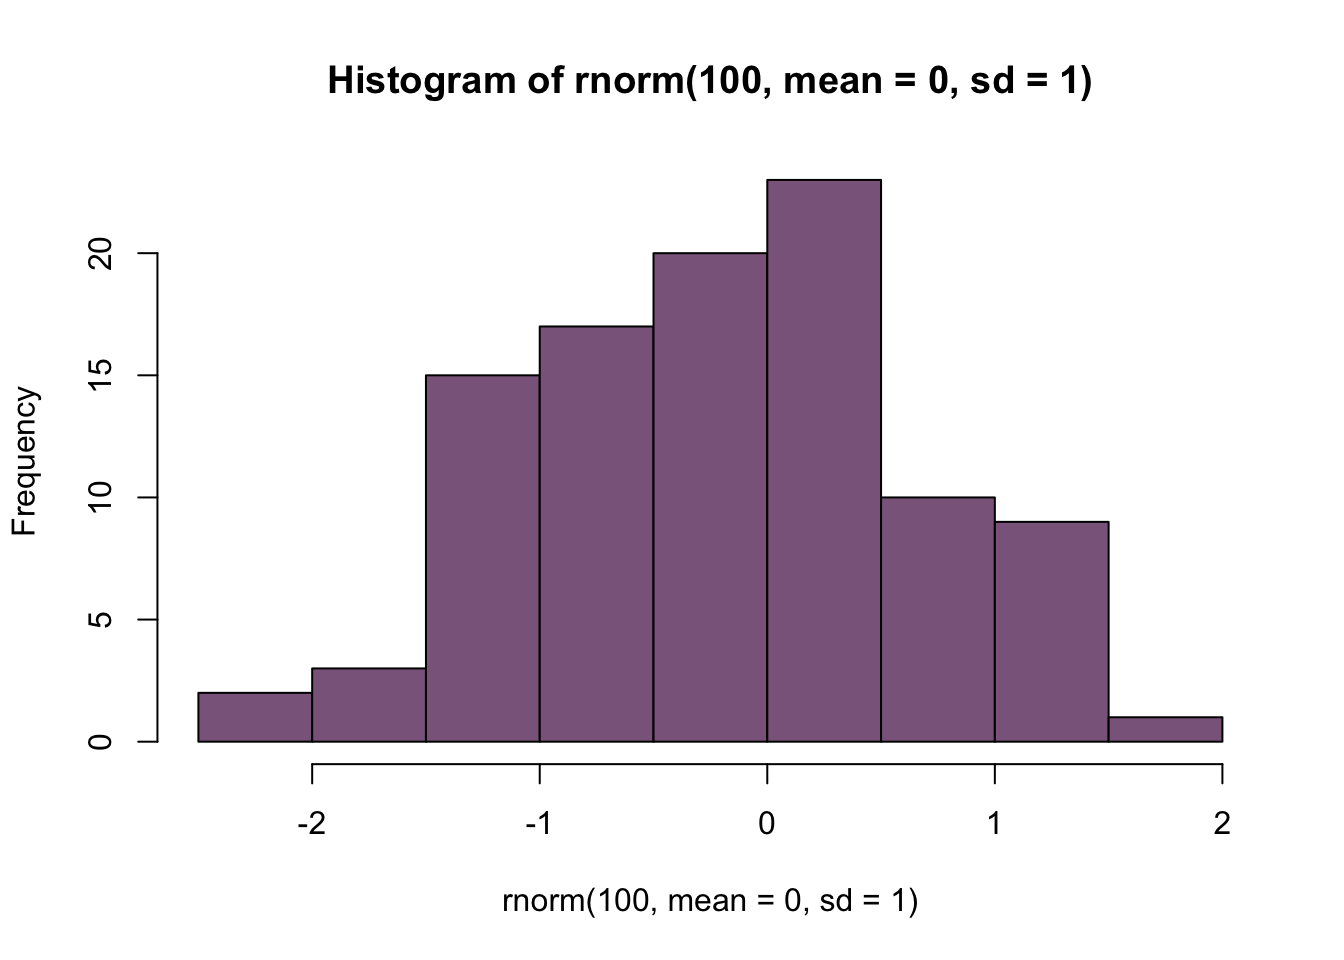 Histogram of rnorm(100, mean = 0, sd = 1)
Frequency
20
15
10
5
0
-2 -1 0 1 2
rnorm(100, mean = 0, sd = 1)